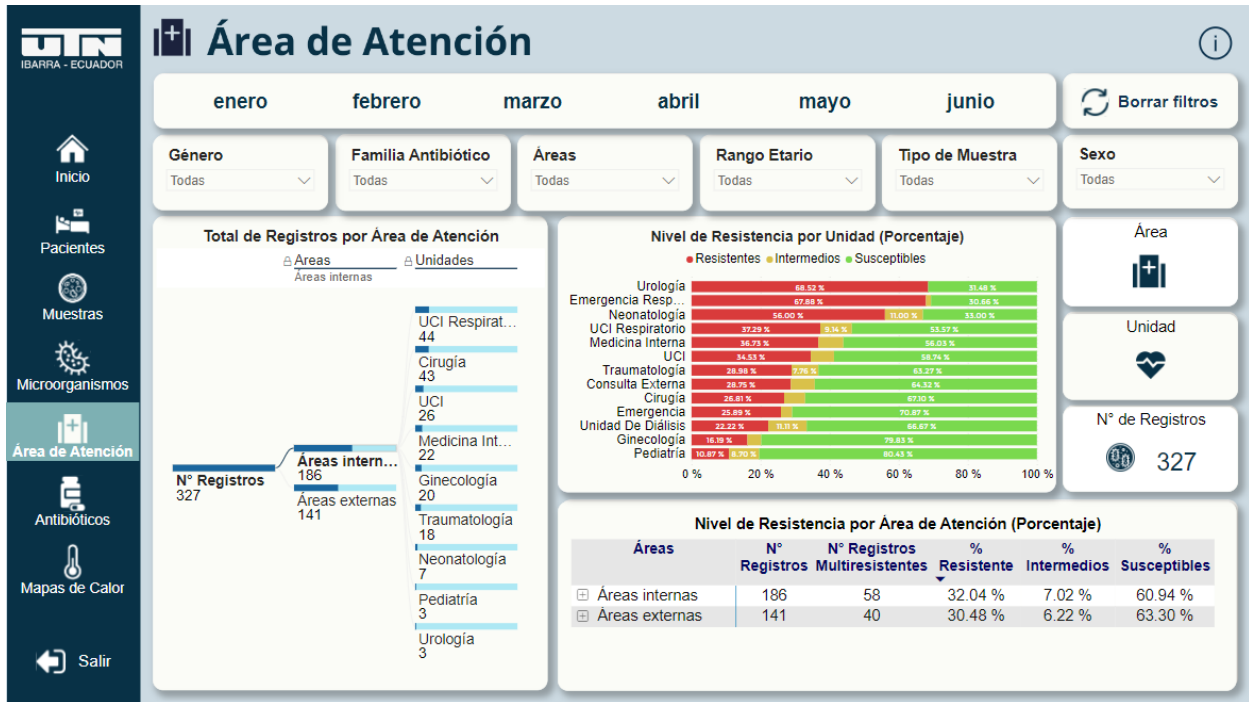 UTN
IBARRA - ECUADOR
Área de Atención
i
enero febrero marzo abril mayo junio
Borrar filtros
Género
Todas
Familia Antibiótico
Todas
Áreas
Todas
Rango Etario
Todas
Tipo de Muestra
Todas
Sexo
Todas
Inicio
Pacientes
Muestras
Microorganismos
Área de Atención
Antibióticos
Mapas de Calor
Salir
Total de Registros por Área de Atención
Areas
Áreas internas
Unidades
N° Registros
327
Áreas intern...
186
Áreas externas
141
UCI Respirat...
44
Cirugía
43
UCI
26
Medicina Int...
22
Ginecología
20
Traumatología
18
Neonatología
7
Pediatría
3
Urología
3
Nivel de Resistencia por Unidad (Porcentaje)
Resistentes Intermedios Susceptibles
Urología 68.52 % 31.48 %
Emergencia Resp... 67.88 % 30.66 %
Neonatología 56.00 % 11.00 % 33.00 %
UCI Respiratorio 37.29 % 9.14 % 53.57 %
Medicina Interna 36.73 % 56.03 %
UCI 34.53 % 58.74 %
Traumatología 28.98 % 7.76 % 63.27 %
Consulta Externa 28.75 % 64.32 %
Cirugía 26.81 % 67.10 %
Emergencia 25.89 % 70.87 %
Unidad De Diálisis 22.22 % 11.11 % 66.67 %
Ginecología 16.19 % 79.83 %
Pediatría 10.87 % 8.70 % 80.43 %
0 % 20 % 40 % 60 % 80 % 100 %
Área
Unidad
N° de Registros
327
Nivel de Resistencia por Área de Atención (Porcentaje)
Áreas N° N° Registros % % %
Registros Multiresistentes Resistente Intermedios Susceptibles
Áreas internas 186 58 32.04 % 7.02 % 60.94 %
Áreas externas 141 40 30.48 % 6.22 % 63.30 %